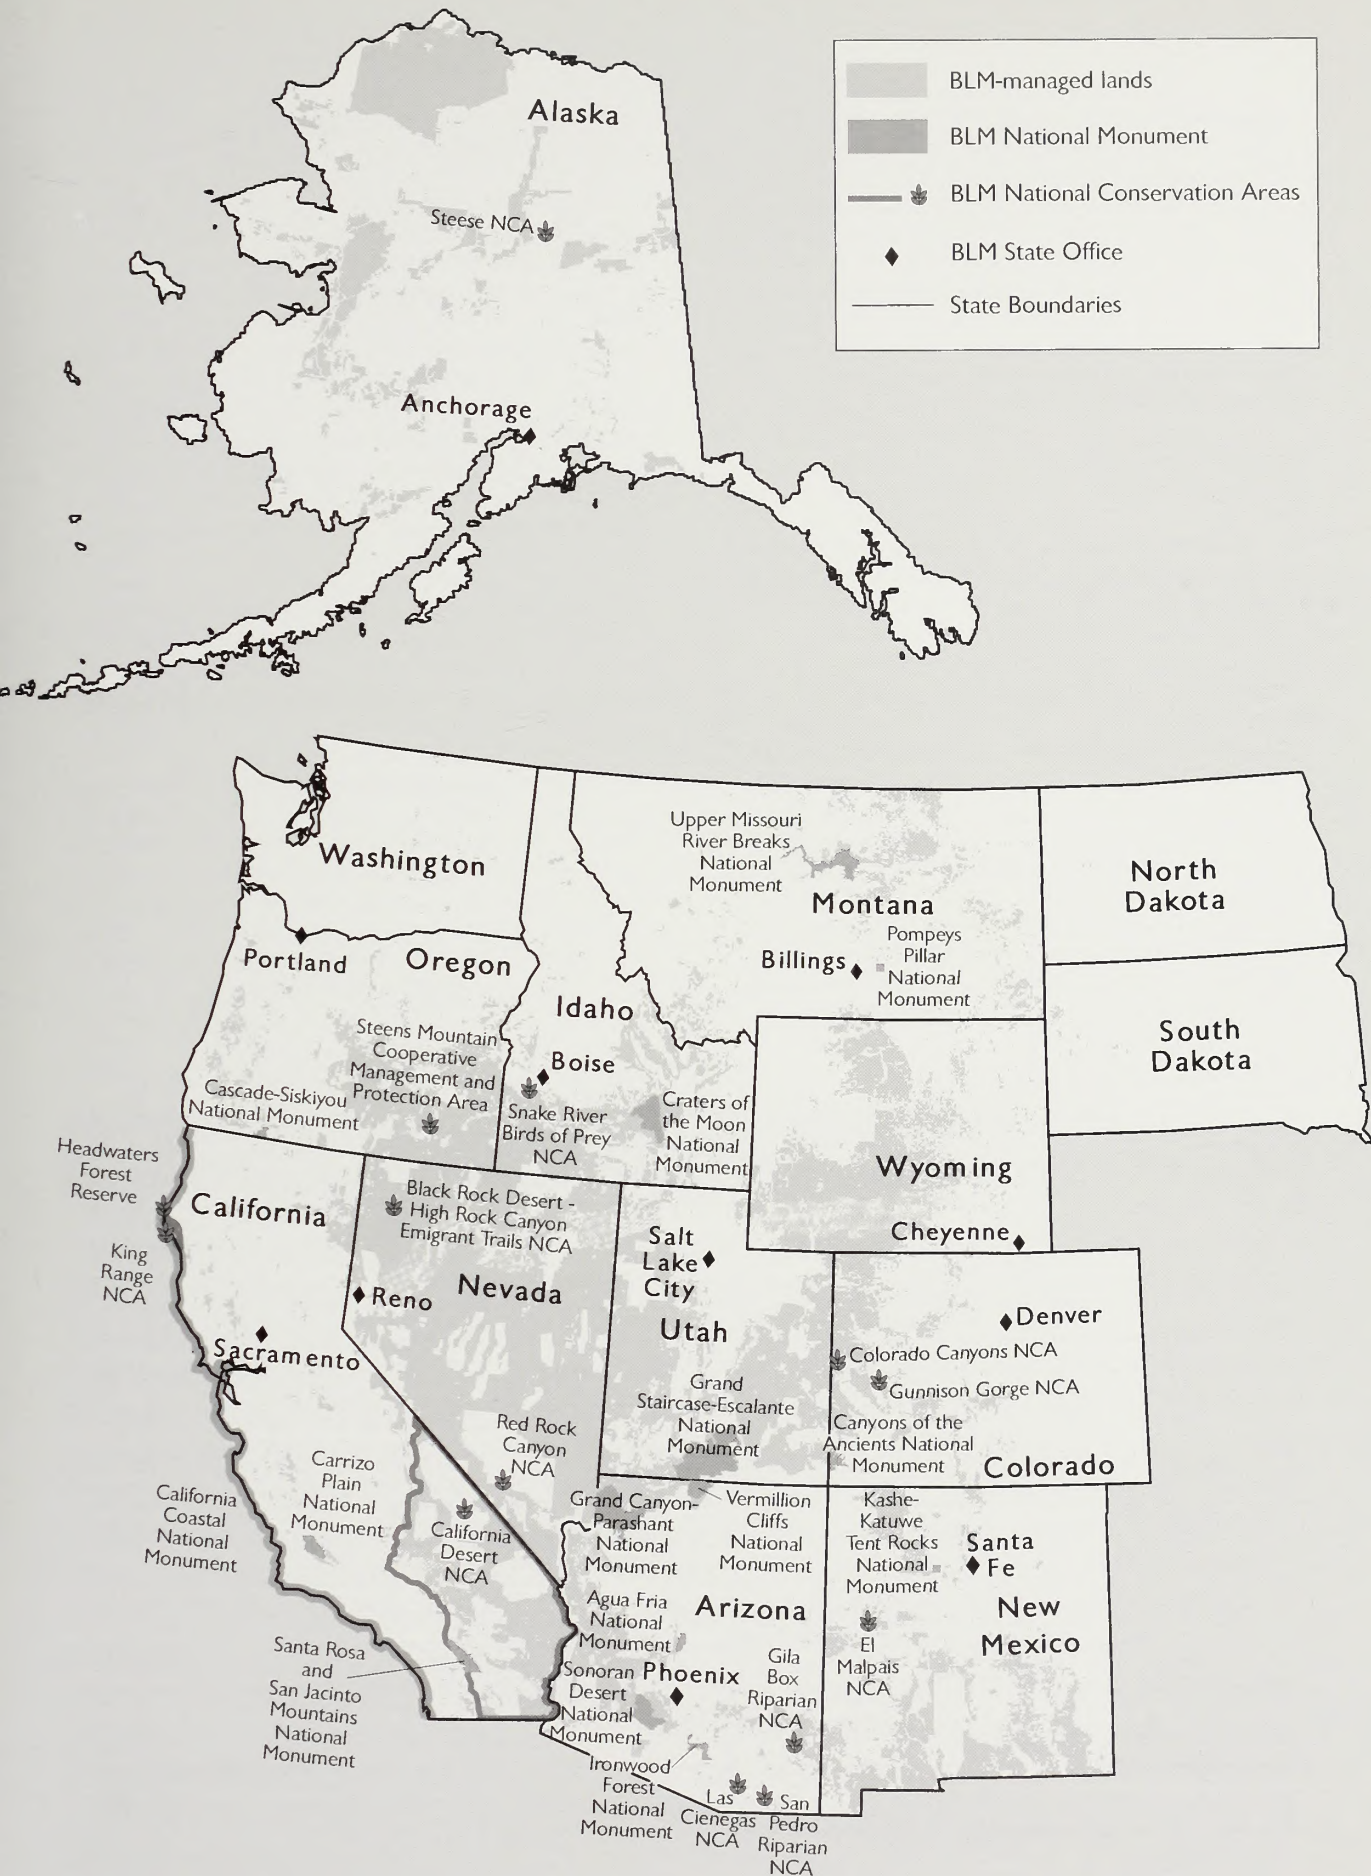 BLM-managed lands
BLM National Monument
BLM National Conservation Areas
BLM State Office
State Boundaries
Alaska
Steese NCA
Anchorage
Washington
Upper Missouri
River Breaks
National
Monument
Montana
North
Dakota
Portland
Oregon
Billings
Pompeys
Pillar
National
Monument
Idaho
South
Dakota
Steens Mountain
Cooperative
Management and
Protection Area
Boise
Cascade-Siskiyou
National Monument
Snake River
Birds of Prey
NCA
Craters of
the Moon
National
Monument
Wyoming
Cheyenne
Headwaters
Forest
Reserve
California
King
Range
NCA
Black Rock Desert -
High Rock Canyon
Emigrant Trails NCA
Nevada
Reno
Salt
Lake
City
Utah
Denver
Sacramento
Colorado Canyons NCA
Gunnison Gorge NCA
Grand
Staircase-Escalante
National
Monument
Canyons of the
Ancients National
Monument
Colorado
Red Rock
Canyon
NCA
Carrizo
Plain
National
Monument
California
Coastal
National
Monument
California
Desert
NCA
Grand Canyon-
Parashant
National
Monument
Vermillion
Cliffs
National
Monument
Kashe-
Katuwe
Tent Rocks
National
Monument
Santa
Fe
New
Mexico
Agua Fria
National
Monument
Arizona
El
Malpais
NCA
Santa Rosa
and
San Jacinto
Mountains
National
Monument
Sonoran
Desert
National
Monument
Phoenix
Gila
Box
Riparian
NCA
Ironwood
Forest
National
Monument
Las
Cienegas
NCA
San
Pedro
Riparian
NCA